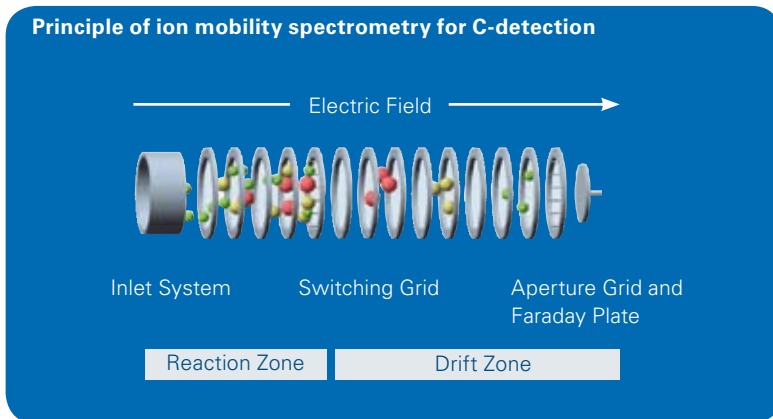 Principle of ion mobility spectrometry for C-detection
Electric Field
Inlet System
Switching Grid
Aperture Grid and
Faraday Plate
Reaction Zone
Drift Zone